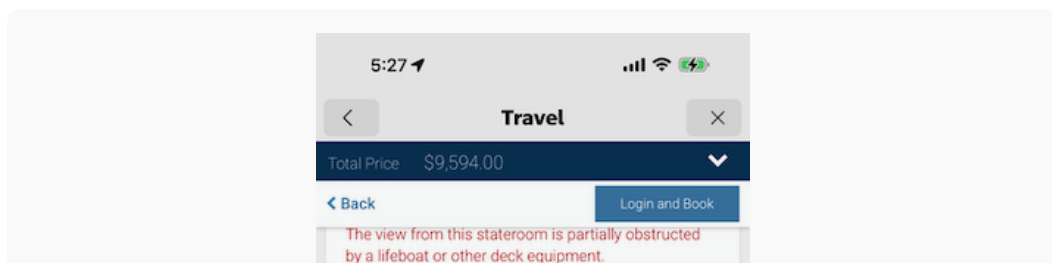 5:27
Travel
Total Price $9,594.00
Back Login and Book
The view from this stateroom is partially obstructed
by a lifeboat or other deck equipment.